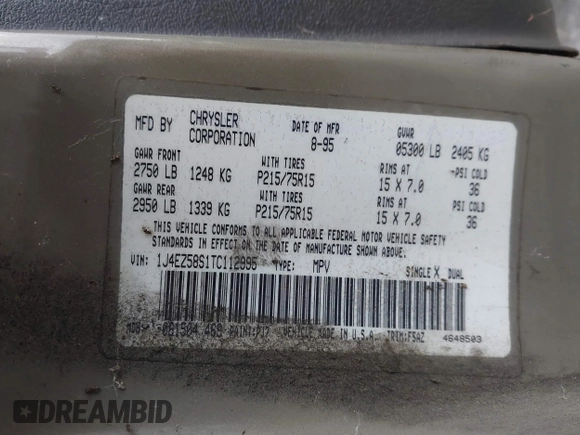 MFD BY CHRYSLER CORPORATION DATE OF MFR 8-95 GVWR 05300 LB 2405 KG
GAWR FRONT WITH TIRES RIMS AT PSI COLD
2750 LB 1248 KG P215/75R15 15 X 7.0 36
GAWR REAR WITH TIRES RIMS AT PSI COLD
2950 LB 1339 KG P215/75R15 15 X 7.0 36
THIS VEHICLE CONFORMS TO ALL APPLICABLE FEDERAL MOTOR VEHICLE SAFETY
STANDARDS IN EFFECT ON THE DATE OF MANUFACTURE SHOWN ABOVE.
VIN: 1J4EZ58S1TC112995 TYPE: MPV SINGLE X DUAL
VEHICLE MADE IN U.S.A. TRIM:F5AZ
4648503
DREAMBID